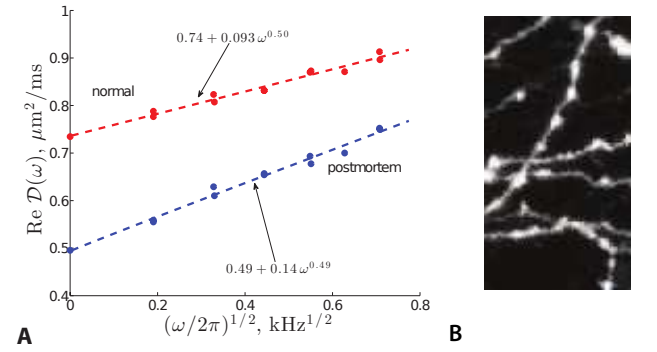 1
0.9
0.8
0.7
0.6
0.5
0.4
0
0.2
0.4
0.6
0.8
Re 𝒟(ω), μm²/ms
(ω/2π)^{1/2}, kHz^{1/2}
0.74 + 0.093 ω^{0.50}
normal
postmortem
0.49 + 0.14 ω^{0.49}
A
B